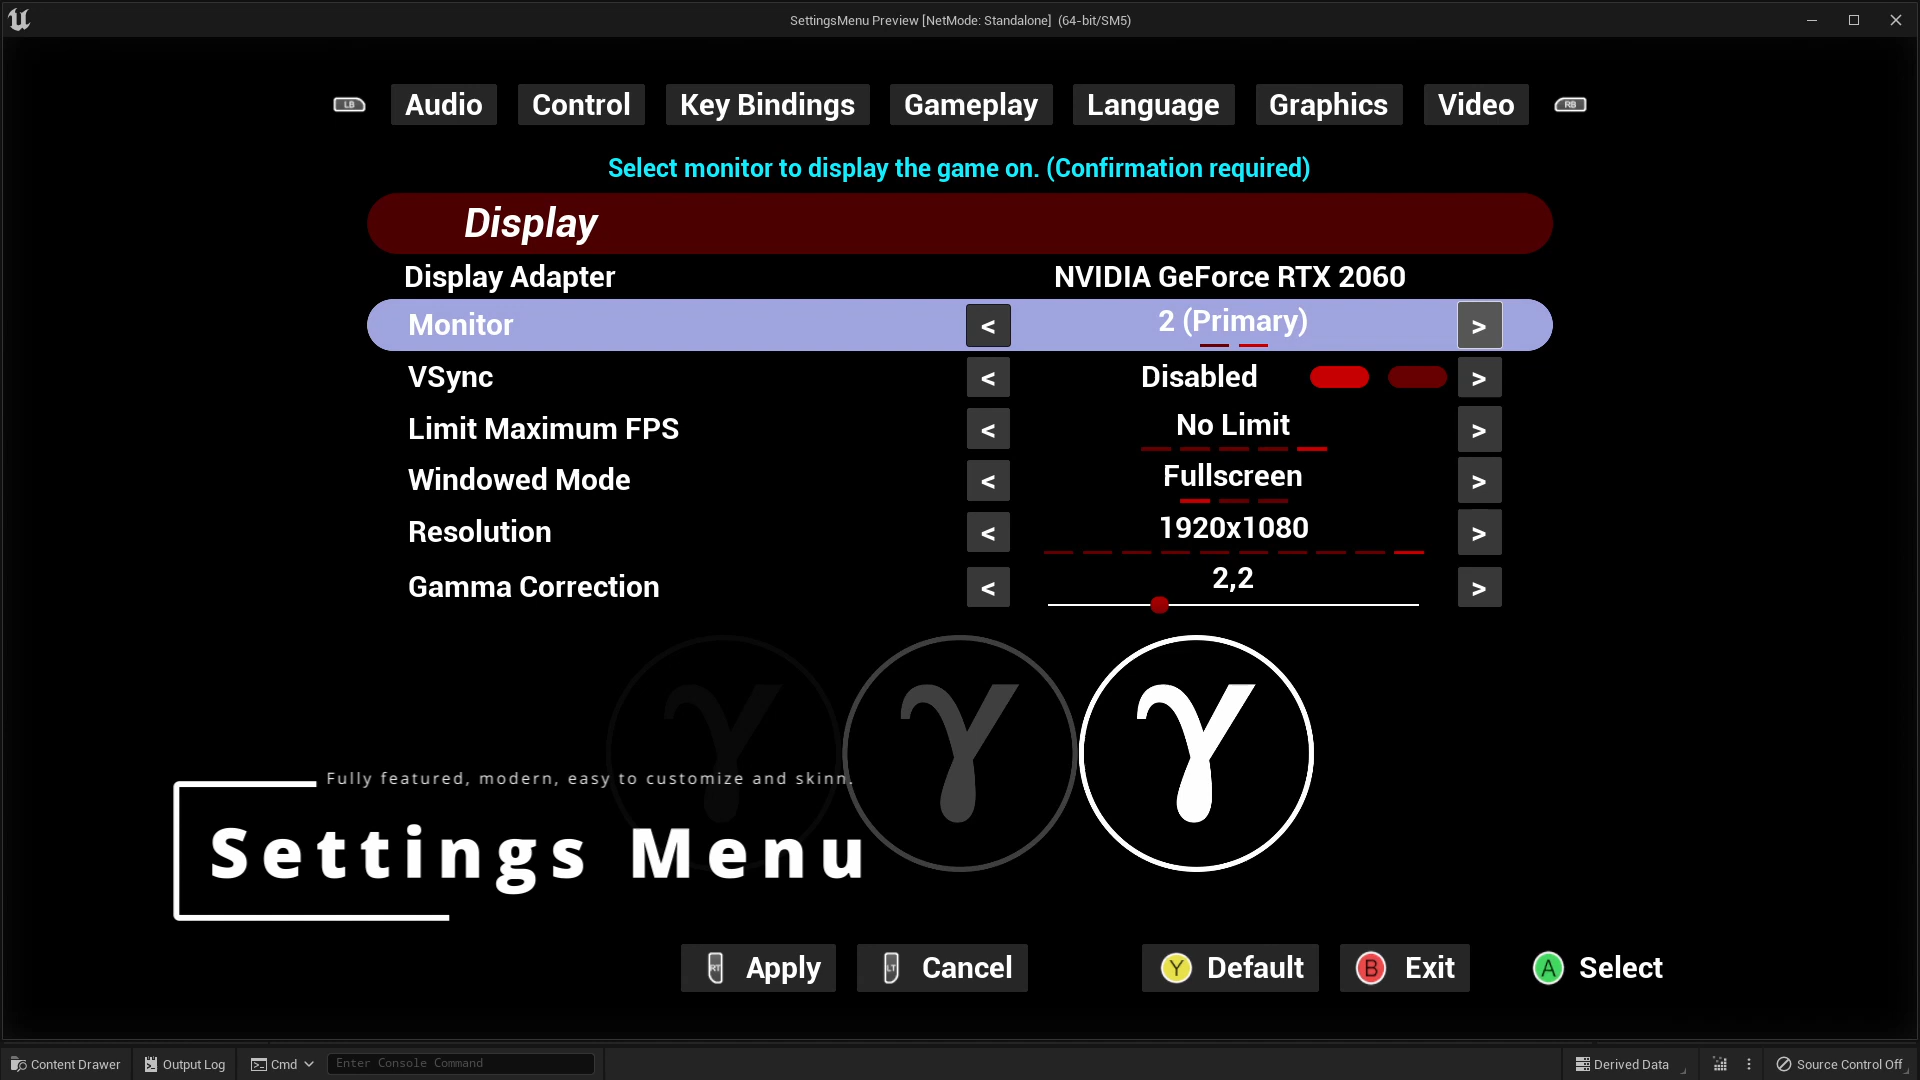 SettingsMenu Preview [NetMode: Standalone] (64-bit/SM5)
LB Audio Control Key Bindings Gameplay Language Graphics Video RB
Select monitor to display the game on. (Confirmation required)
Display
Display Adapter NVIDIA GeForce RTX 2060
Monitor < 2 (Primary) >
VSync < Disabled >
Limit Maximum FPS < No Limit >
Windowed Mode < Fullscreen >
Resolution < 1920x1080 >
Gamma Correction < 2,2 >
γ γ γ
Fully featured, modern, easy to customize and skinn.
Settings Menu
RT Apply LT Cancel Y Default B Exit A Select
Content Drawer Output Log Cmd Enter Console Command Derived Data Source Control Off